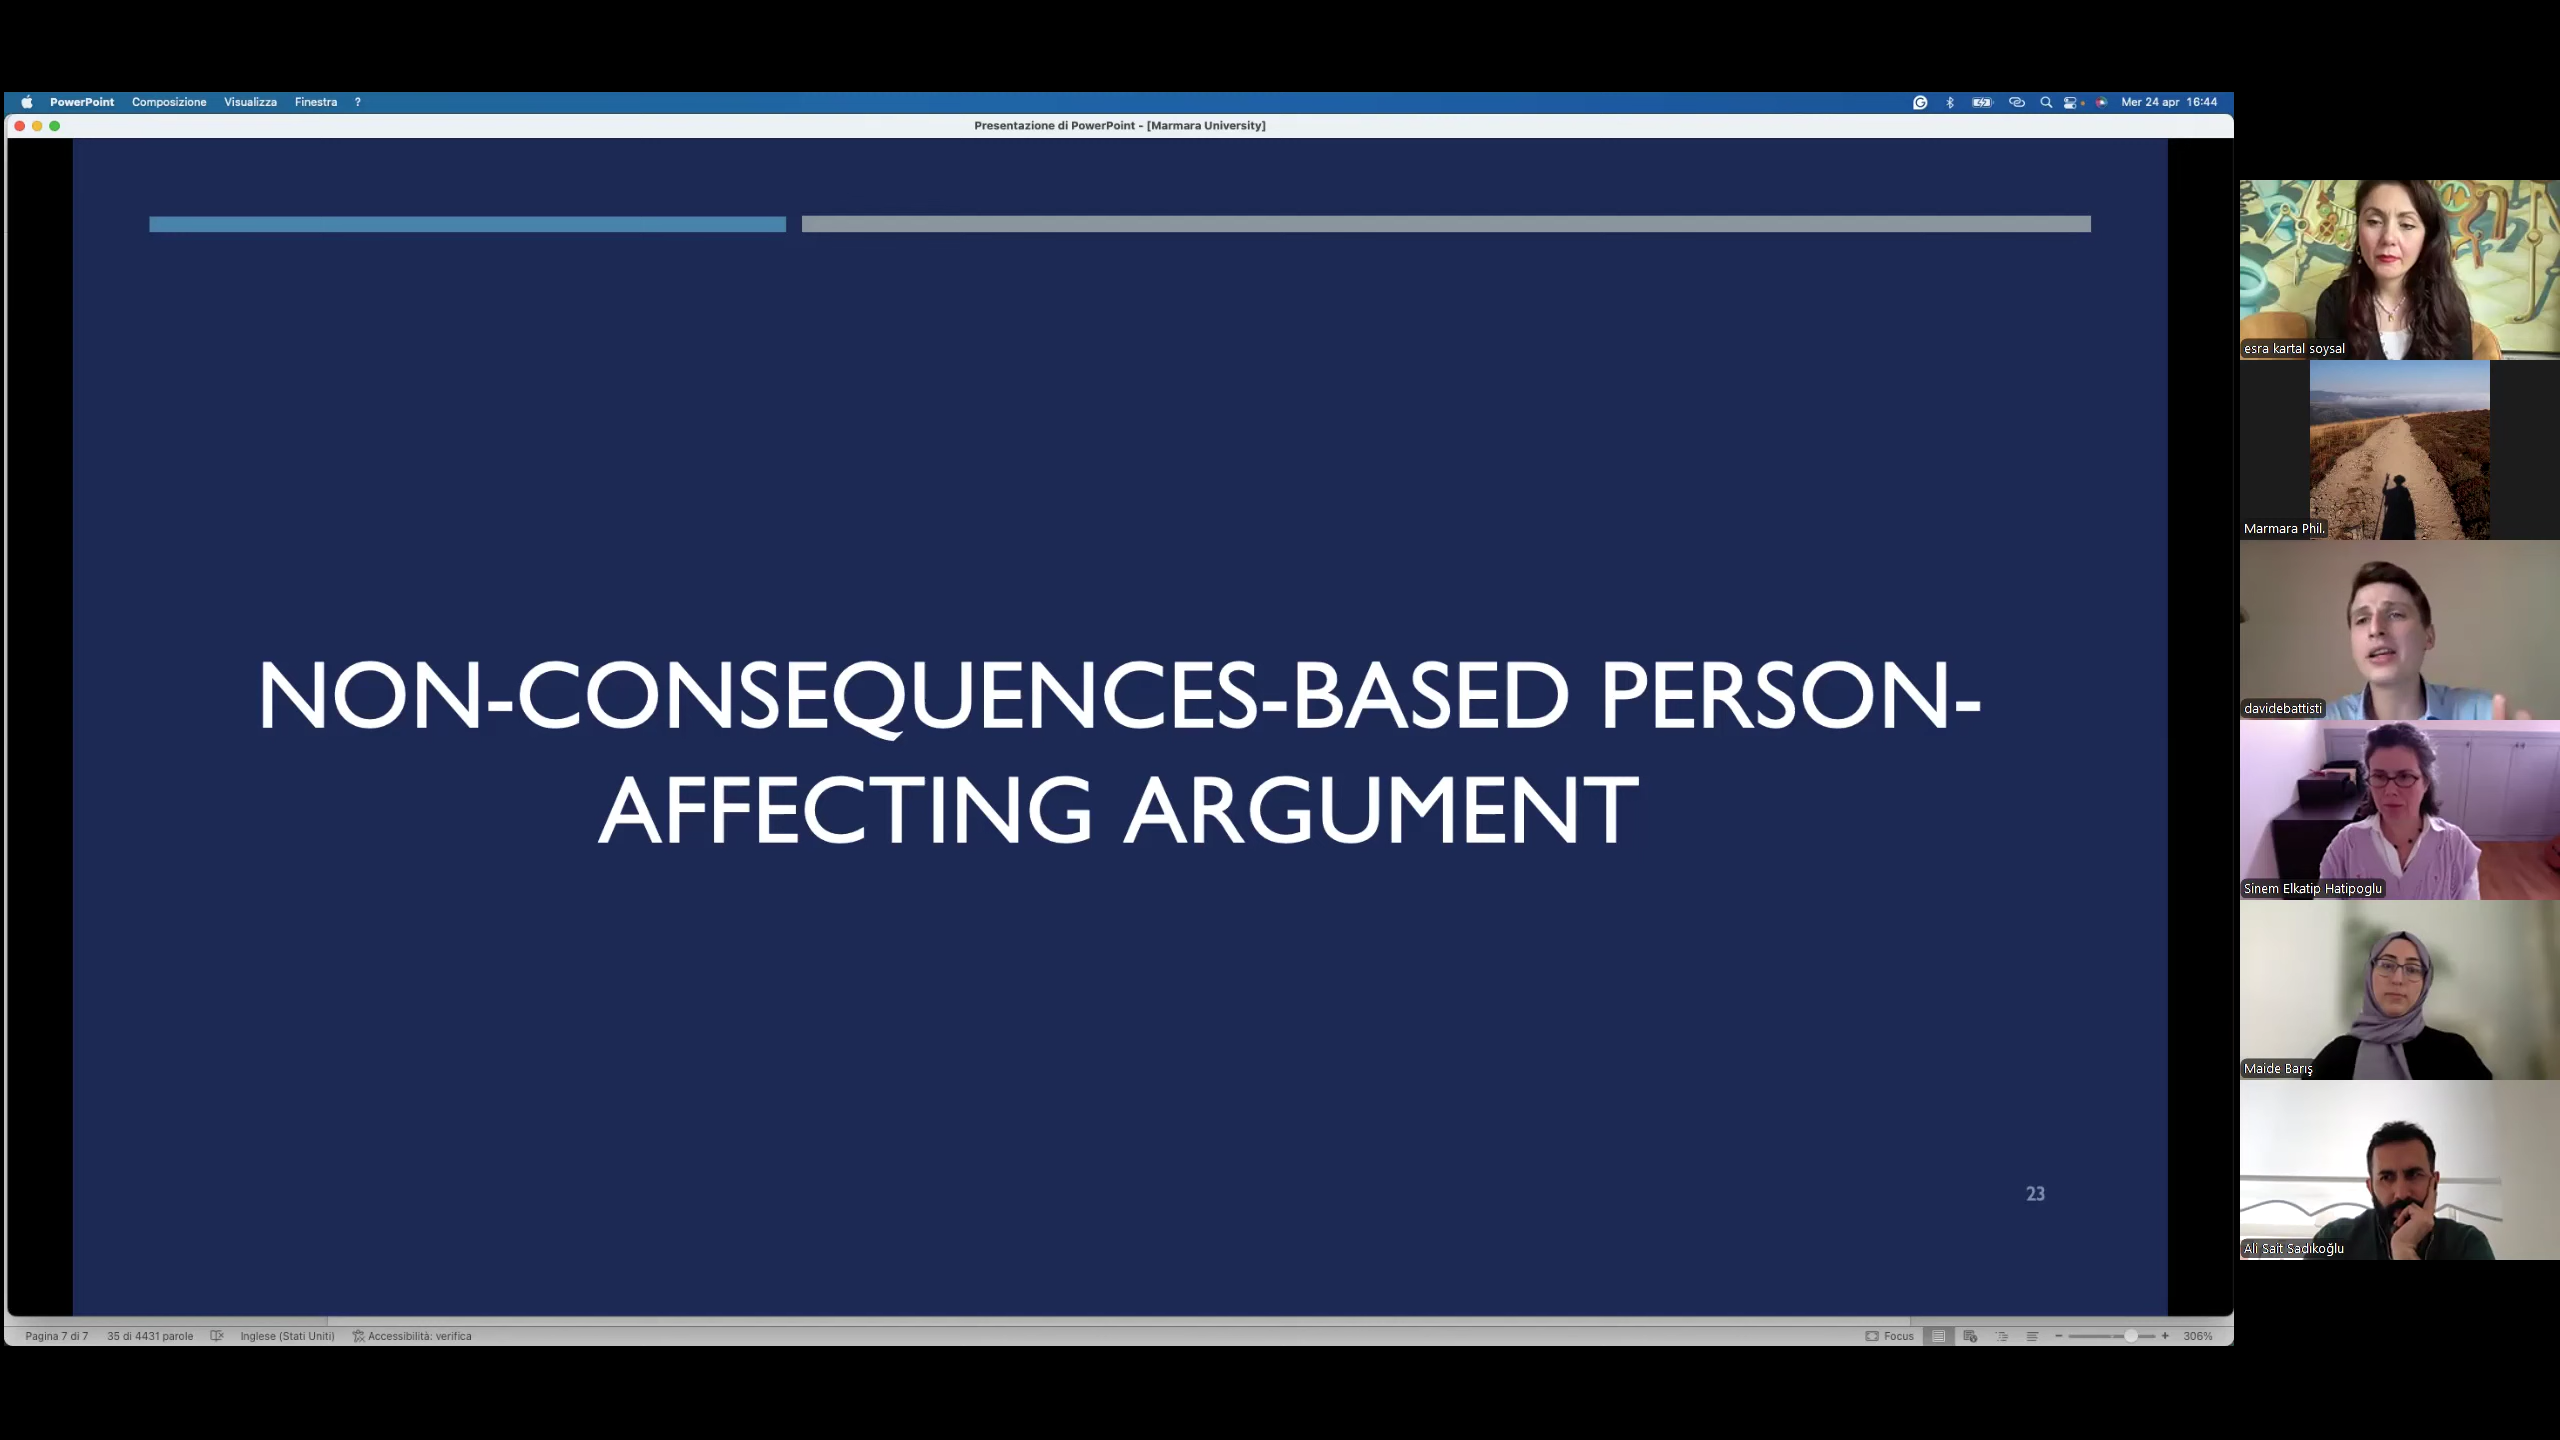 PowerPoint Composizione Visualizza Finestra ? Mer 24 apr 16:44
Presentazione di PowerPoint - [Marmara University]
NON-CONSEQUENCES-BASED PERSON-
AFFECTING ARGUMENT
23
Pagina 7 di 7 35 di 4431 parole Inglese (Stati Uniti) Accessibilità: verifica Focus 306%
esra kartal soysal
Marmara Phil.
davidebattisti
Sinem Elkatip Hatipoglu
Maide Barış
Ali Sait Sadıkoğlu